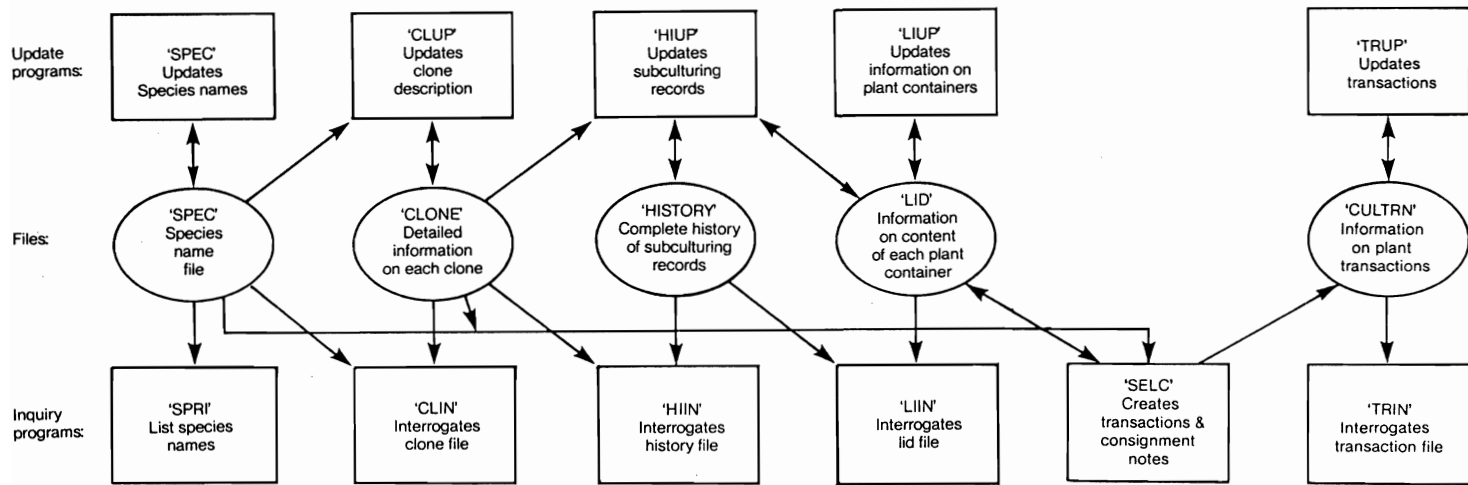 Update
programs:
'SPEC'
Updates
Species names
'CLUP'
Updates
clone
description
'HIUP'
Updates
subculturing
records
'LIUP'
Updates
information on
plant containers
'TRUP'
Updates
transactions
Files:
'SPEC'
Species
name
file
'CLONE'
Detailed
information
on each clone
'HISTORY'
Complete history
of subculturing
records
'LID'
Information
on content
of each plant
container
'CULTRN'
Information
on plant
transactions
Inquiry
programs:
'SPRI'
List species
names
'CLIN'
Interrogates
clone file
'HIIN'
Interrogates
history file
'LIIN'
Interrogates
lid file
'SELC'
Creates
transactions &
consignment
notes
'TRIN'
Interrogates
transaction file